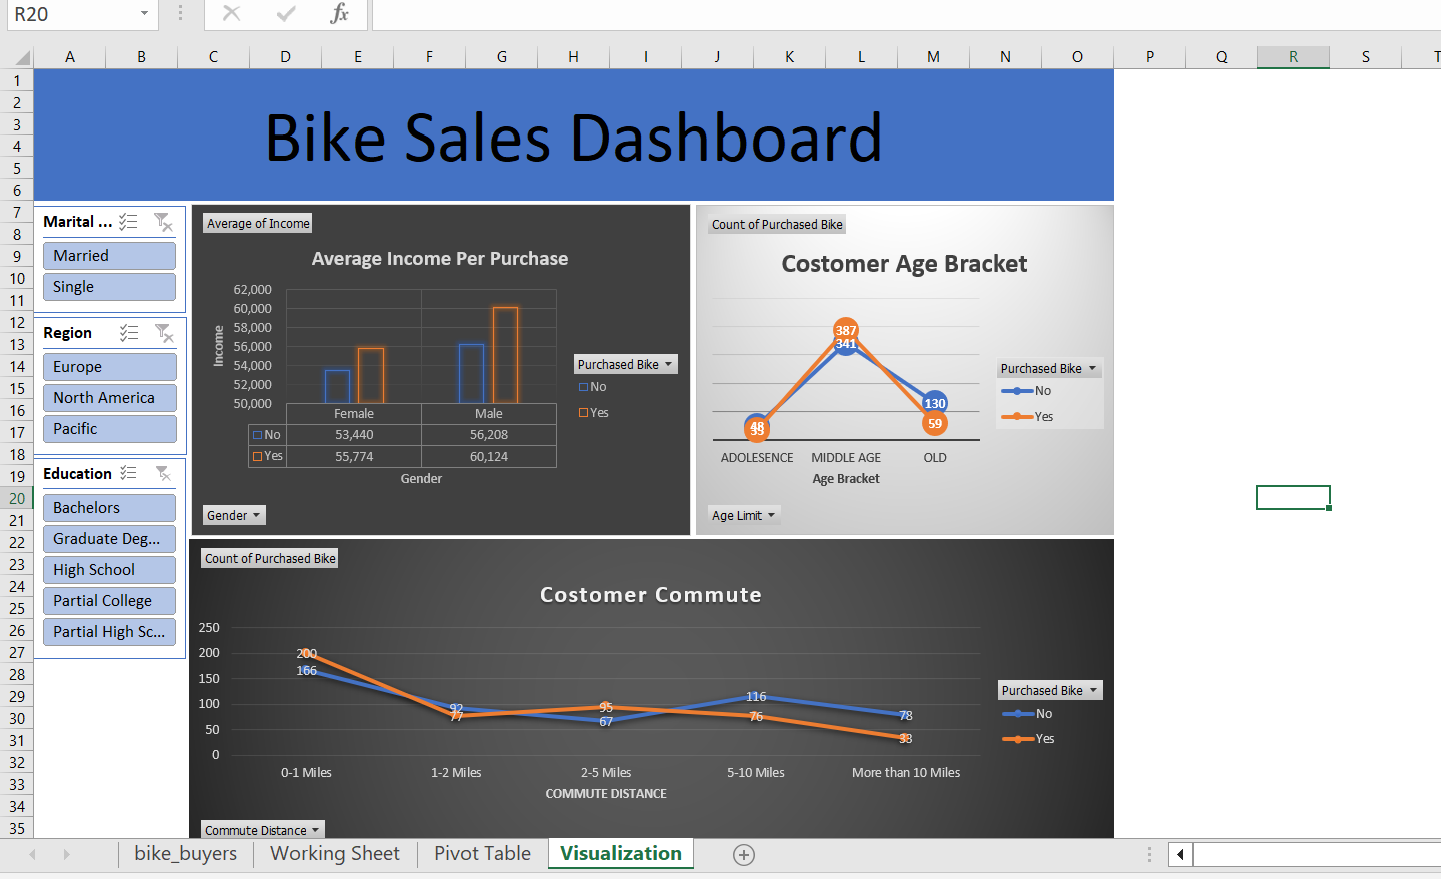 R20
fx
A B C D E F G H I J K L M N O P Q R S T
1
2
3
4
5
6
7
8
9
10
11
12
13
14
15
16
17
18
19
20
21
22
23
24
25
26
27
28
29
30
31
32
33
34
35
Bike Sales Dashboard
Marital ...
Married
Single
Region
Europe
North America
Pacific
Education
Bachelors
Graduate Deg...
High School
Partial College
Partial High Sc...
Average of Income
Average Income Per Purchase
62,000
60,000
58,000
56,000
54,000
52,000
50,000
Income
Female Male
No 53,440 56,208
Yes 55,774 60,124
Gender
Purchased Bike
No
Yes
Gender
Count of Purchased Bike
Costomer Age Bracket
387
341
130
48
59
ADOLESENCE MIDDLE AGE OLD
Age Bracket
Purchased Bike
No
Yes
Age Limit
Count of Purchased Bike
Costomer Commute
250
200
150
100
50
0
200
166
92
77
95
67
116
76
78
38
0-1 Miles 1-2 Miles 2-5 Miles 5-10 Miles More than 10 Miles
COMMUTE DISTANCE
Purchased Bike
No
Yes
Commute Distance
bike_buyers Working Sheet Pivot Table Visualization